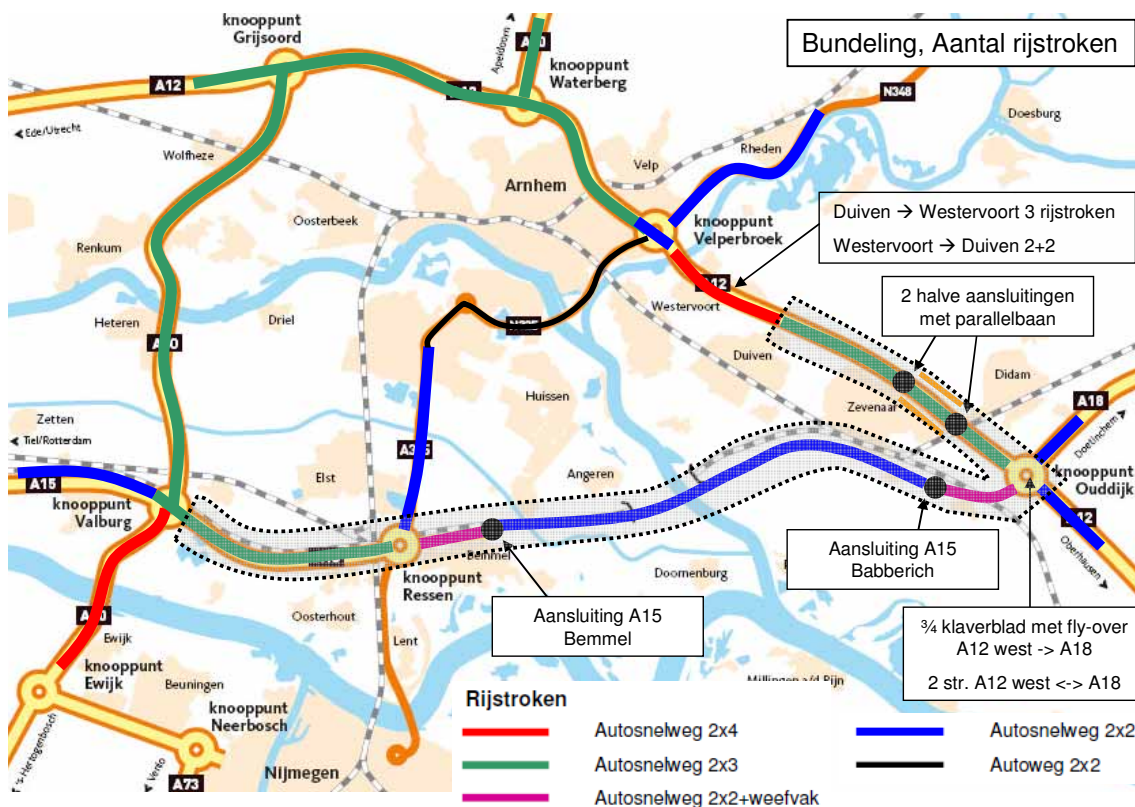 Bundeling, Aantal rijstroken
knooppunt
Grijsoord
A12
Ede/Utrecht
Wolfheze
Apeldoorn
knooppunt
Waterberg
N348
Doesburg
Rheden
Velp
Arnhem
Oosterbeek
Renkum
knooppunt
Velperbroek
Duiven → Westervoort 3 rijstroken
Westervoort → Duiven 2+2
2 halve aansluitingen
met parallelbaan
Westervoort
Heteren
Driel
Duiven
Didam
Zevenaar
Huissen
Zetten
Tiel/Rotterdam
A15
knooppunt
Valburg
Elst
Angeren
A18
Doetinchem
knooppunt
Ouddijk
Oberhausen
Bemmel
knooppunt
Ressen
Aansluiting A15
Bemmel
Doornenburg
Aansluiting A15
Babberich
Oosterhout
Lent
Ewijk
knooppunt
Ewijk
Beuningen
knooppunt
Neerbosch
's-Hertogenbosch
A73
Nijmegen
¾ klaverblad met fly-over
A12 west -> A18
2 str. A12 west <-> A18
Rijstroken
Autosnelweg 2x4
Autosnelweg 2x2
Autosnelweg 2x3
Autoweg 2x2
Autosnelweg 2x2+weefvak